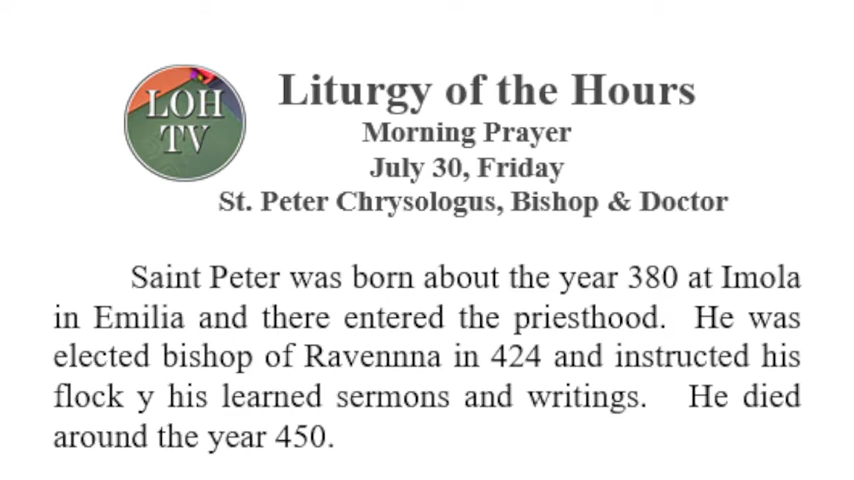 LOH
TV
Liturgy of the Hours
Morning Prayer
July 30, Friday
St. Peter Chrysologus, Bishop & Doctor
Saint Peter was born about the year 380 at Imola
in Emilia and there entered the priesthood. He was
elected bishop of Ravennna in 424 and instructed his
flock y his learned sermons and writings. He died
around the year 450.